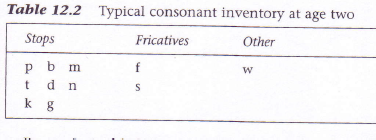 Table 12.2 Typical consonant inventory at age two
Stops Fricatives Other
p b m f w
t d n s
k g